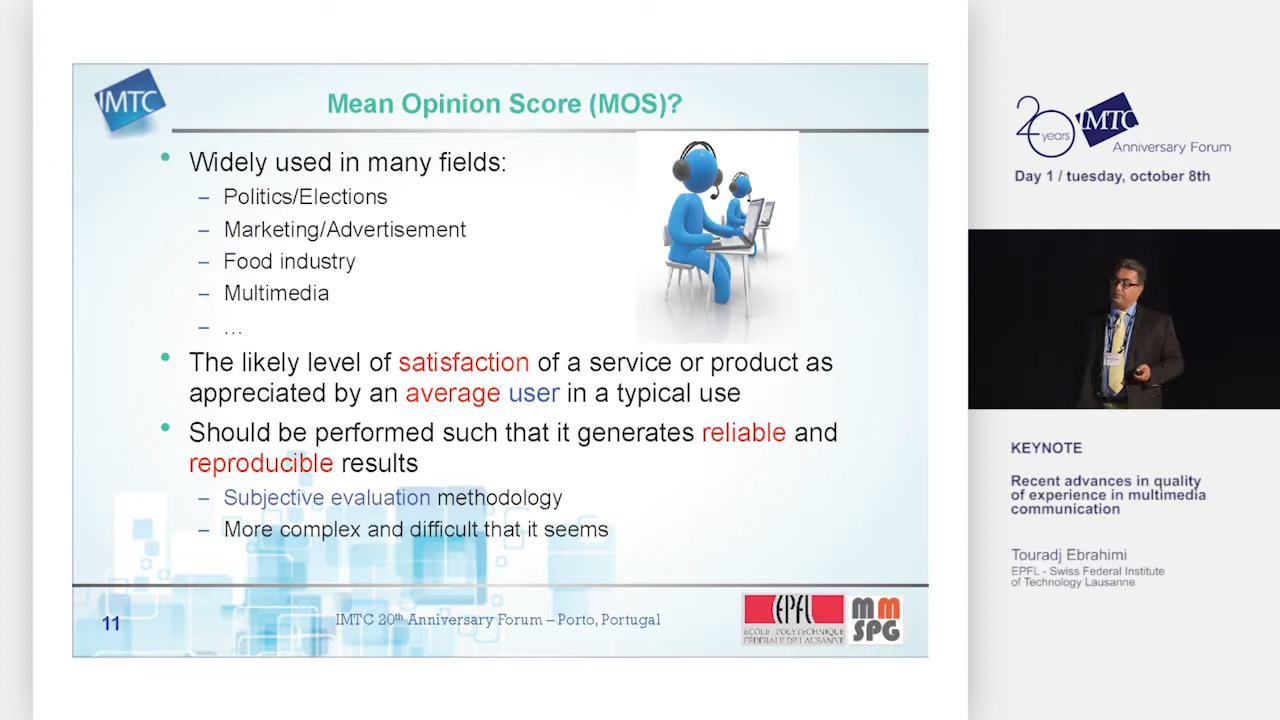 IMTC
Mean Opinion Score (MOS)?
• Widely used in many fields:
– Politics/Elections
– Marketing/Advertisement
– Food industry
– Multimedia
– …
• The likely level of satisfaction of a service or product as
appreciated by an average user in a typical use
• Should be performed such that it generates reliable and
reproducible results
– Subjective evaluation methodology
– More complex and difficult that it seems
11
IMTC 20th Anniversary Forum – Porto, Portugal
EPFL
ÉCOLE POLYTECHNIQUE
FÉDÉRALE DE LAUSANNE
MM
SPG
20 years IMTC
Anniversary Forum
Day 1 / tuesday, october 8th
KEYNOTE
Recent advances in quality
of experience in multimedia
communication
Touradj Ebrahimi
EPFL - Swiss Federal Institute
of Technology Lausanne